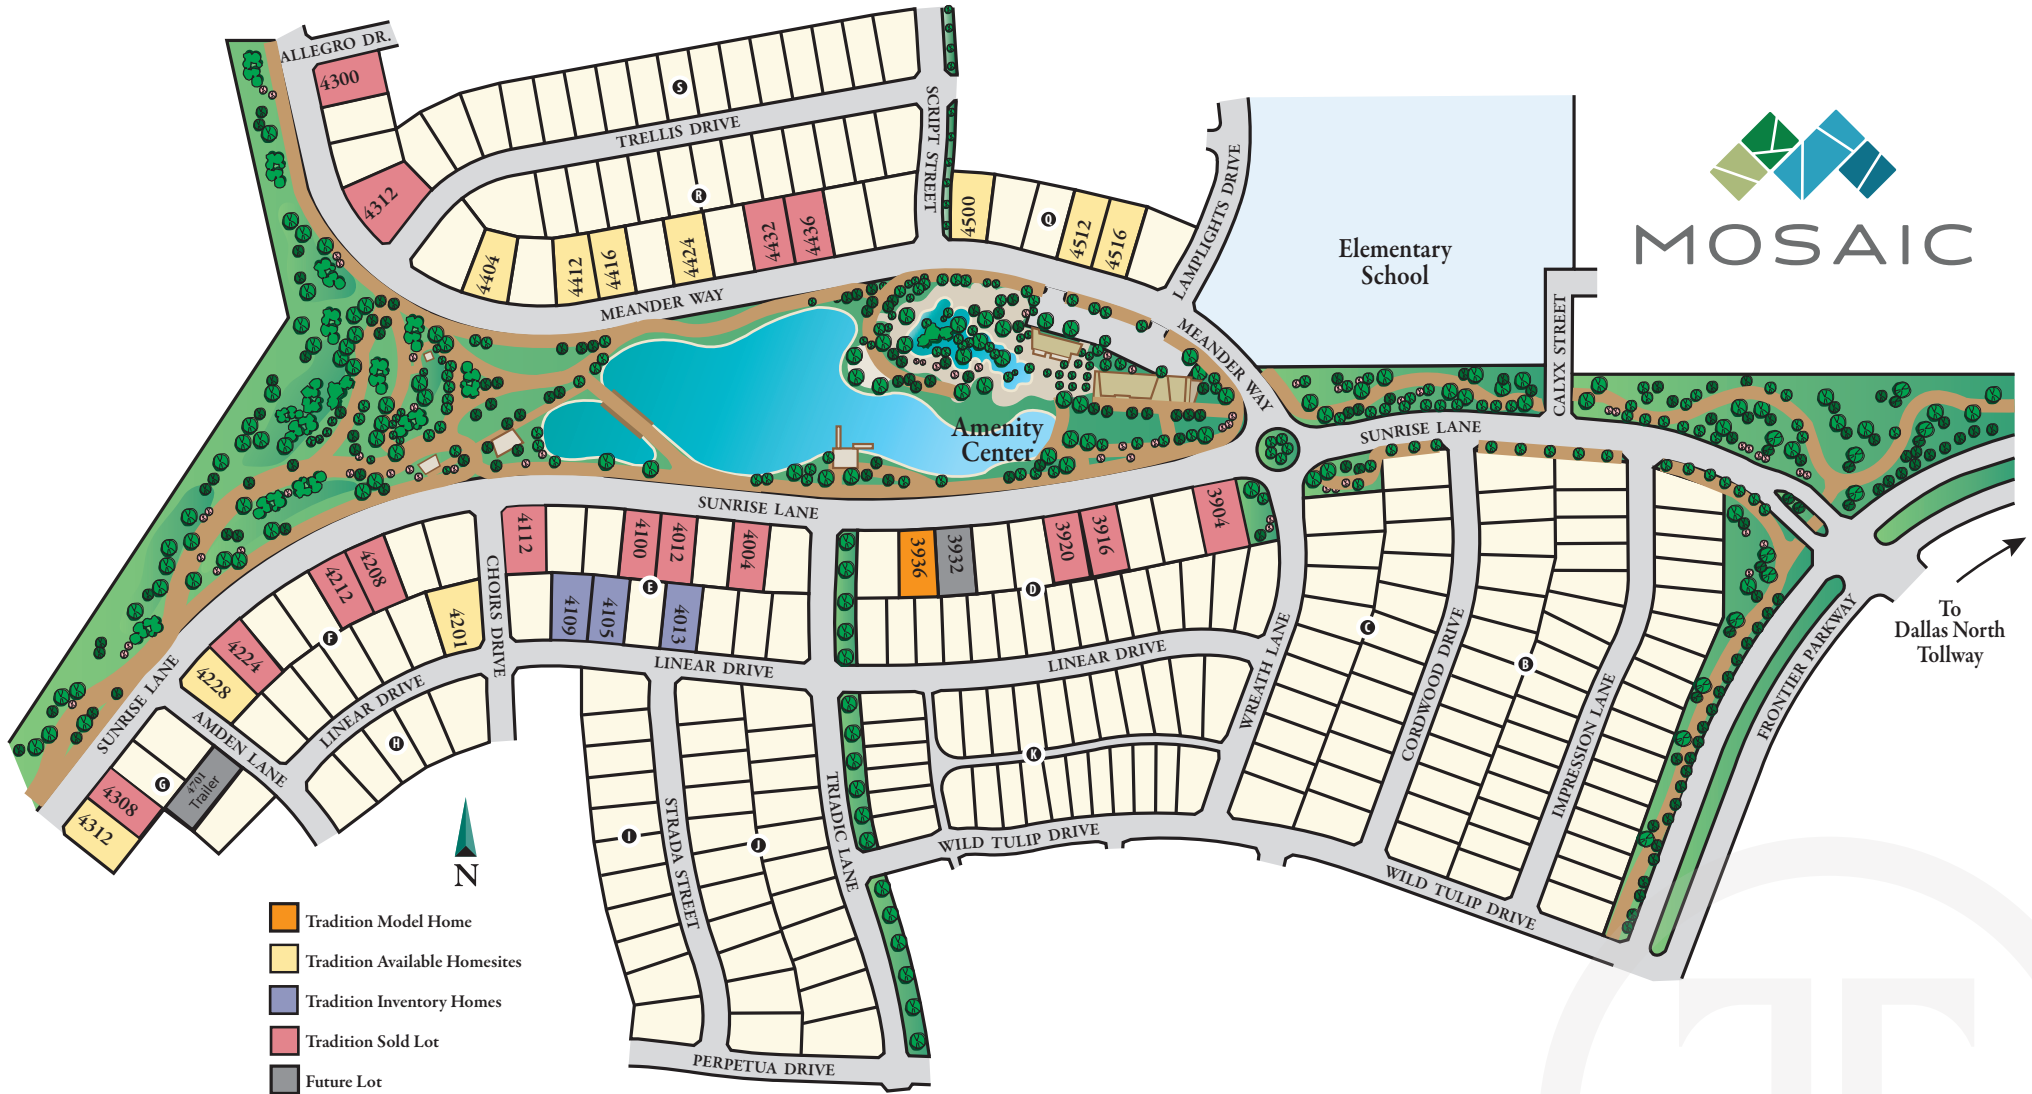 ALLEGRO DR.
4300
4312
S
TRELLIS DRIVE
SCRIPT STREET
R
4404
4412
4416
4424
4432
4436
MEANDER WAY
4500
Q
4512
4516
LAMPLIGHTS DRIVE
Elementary
School
MOSAIC
MEANDER WAY
CALYX STREET
Amenity
Center
SUNRISE LANE
SUNRISE LANE
4112
4100
4012
4004
E
4109
4105
4013
3936
3932
3920
3916
3904
D
CHOIRS DRIVE
4212
4208
4201
F
4224
4228
SUNRISE LANE
AMDEN LANE
LINEAR DRIVE
H
G
4701
Trailer
4308
4312
LINEAR DRIVE
LINEAR DRIVE
WREATH LANE
C
CORDWOOD DRIVE
B
IMPRESSION LANE
FRONTIER PARKWAY
To
Dallas North
Tollway
K
I
STRADA STREET
J
TRIADIC LANE
WILD TULIP DRIVE
WILD TULIP DRIVE
PERPETUA DRIVE
N
Tradition Model Home
Tradition Available Homesites
Tradition Inventory Homes
Tradition Sold Lot
Future Lot